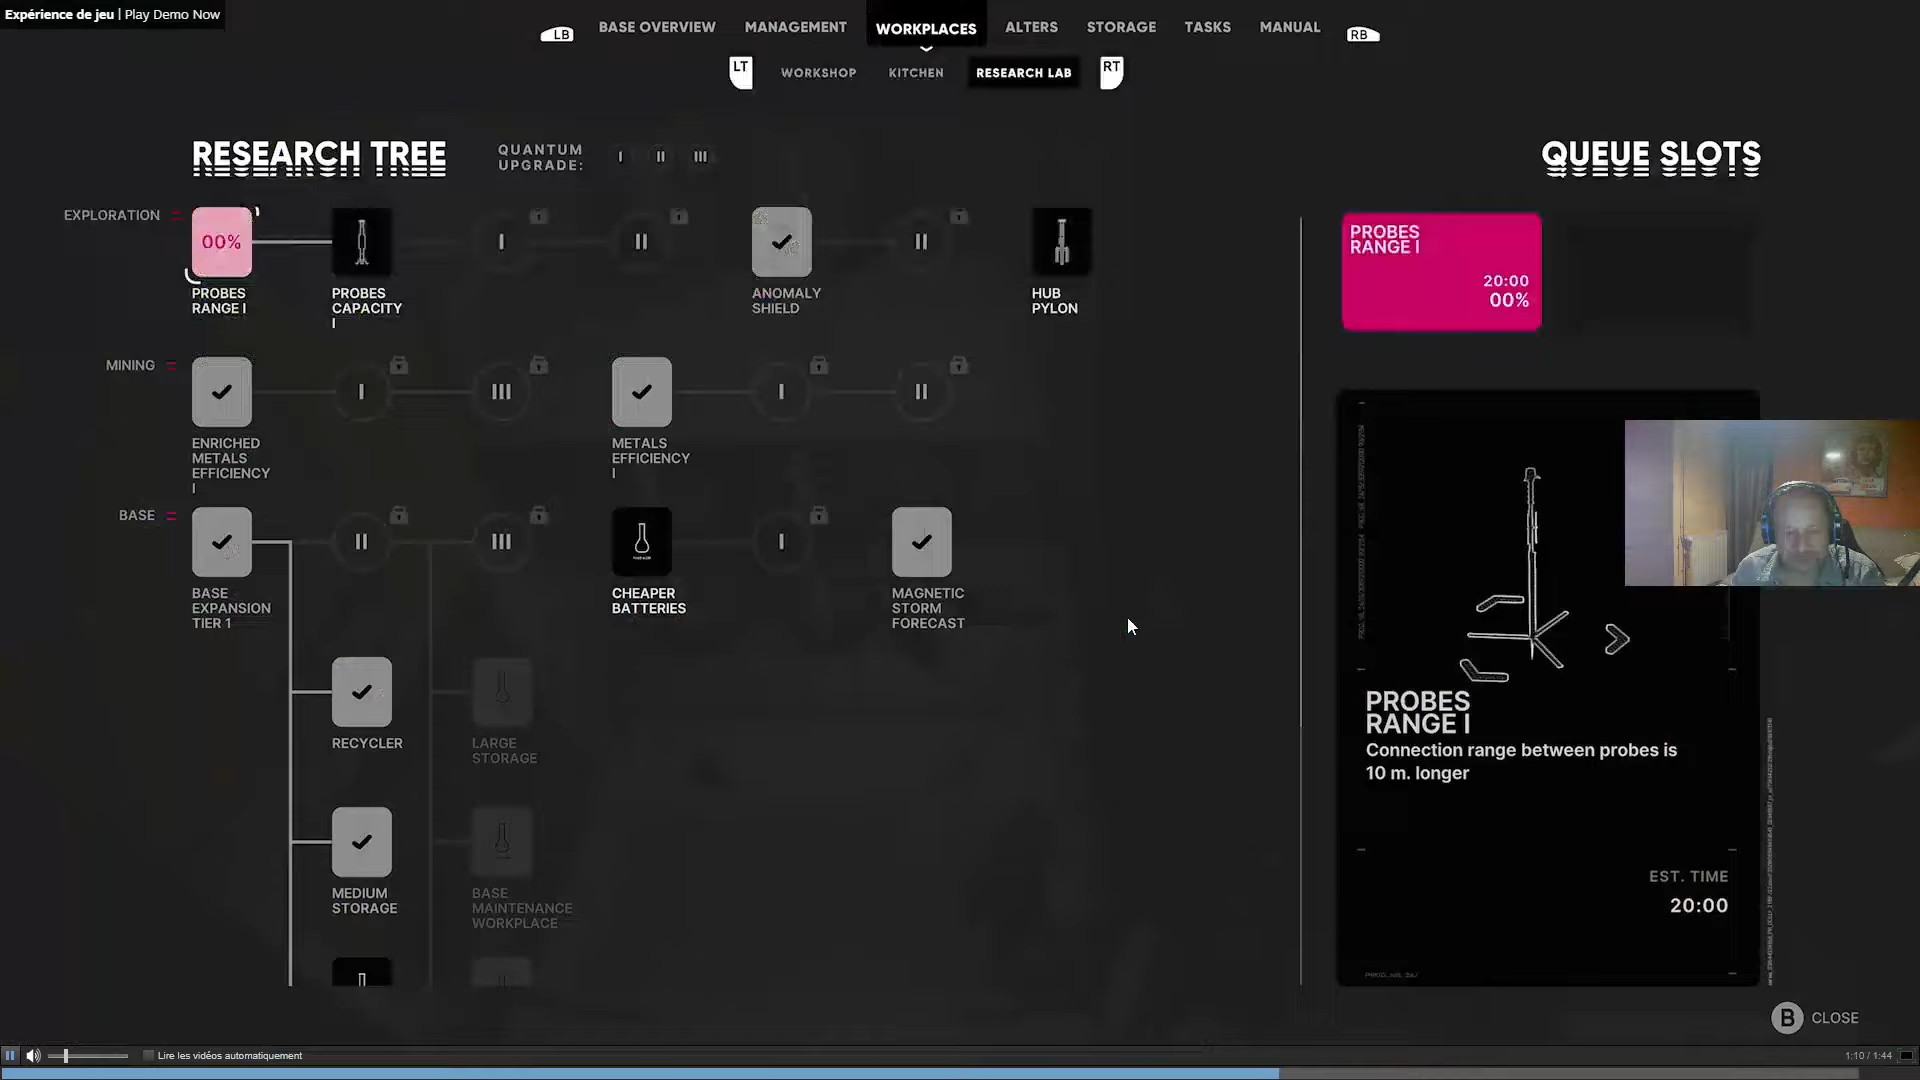 Expérience de jeu | Play Demo Now
LB BASE OVERVIEW MANAGEMENT WORKPLACES ALTERS STORAGE TASKS MANUAL RB
LT WORKSHOP KITCHEN RESEARCH LAB RT
RESEARCH TREE
QUANTUM
UPGRADE:
I II III
QUEUE SLOTS
EXPLORATION
00%
I
II
II
PROBES
RANGE I
PROBES
CAPACITY
I
ANOMALY
SHIELD
HUB
PYLON
MINING
I
III
I
II
ENRICHED
METALS
EFFICIENCY
I
METALS
EFFICIENCY
I
BASE
II
III
I
BASE
EXPANSION
TIER 1
CHEAPER
BATTERIES
MAGNETIC
STORM
FORECAST
RECYCLER
LARGE
STORAGE
MEDIUM
STORAGE
BASE
MAINTENANCE
WORKPLACE
PROBES
RANGE I
20:00
00%
PROBES
RANGE I
Connection range between probes is
10 m. longer
EST. TIME
20:00
B CLOSE
Lire les vidéos automatiquement
1:10 / 1:44